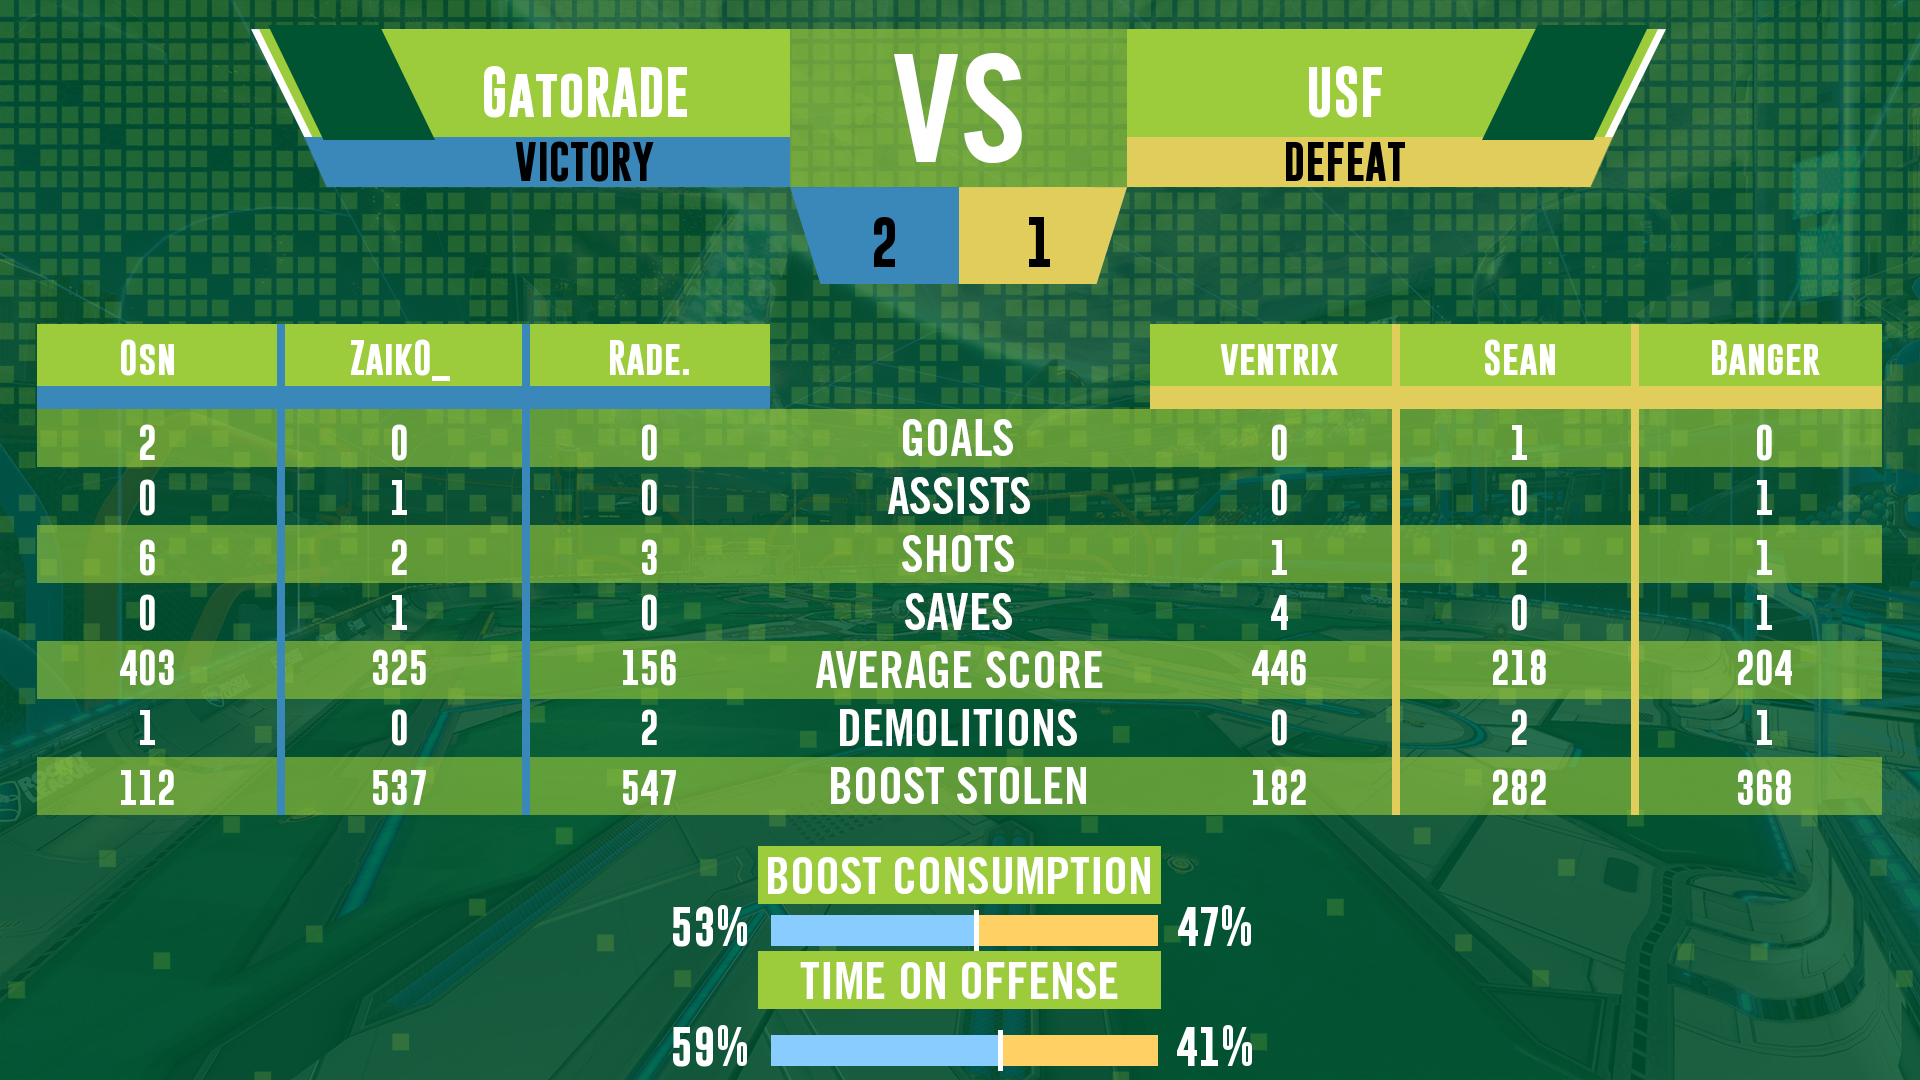 GatoRADE VS USF
VICTORY DEFEAT
2 1
Osn ZaikO_ Rade. ventrix Sean Banger
2 0 0 GOALS 0 1 0
0 1 0 ASSISTS 0 0 1
6 2 3 SHOTS 1 2 1
0 1 0 SAVES 4 0 1
403 325 156 AVERAGE SCORE 446 218 204
1 0 2 DEMOLITIONS 0 2 1
112 537 547 BOOST STOLEN 182 282 368
BOOST CONSUMPTION
53% 47%
TIME ON OFFENSE
59% 41%